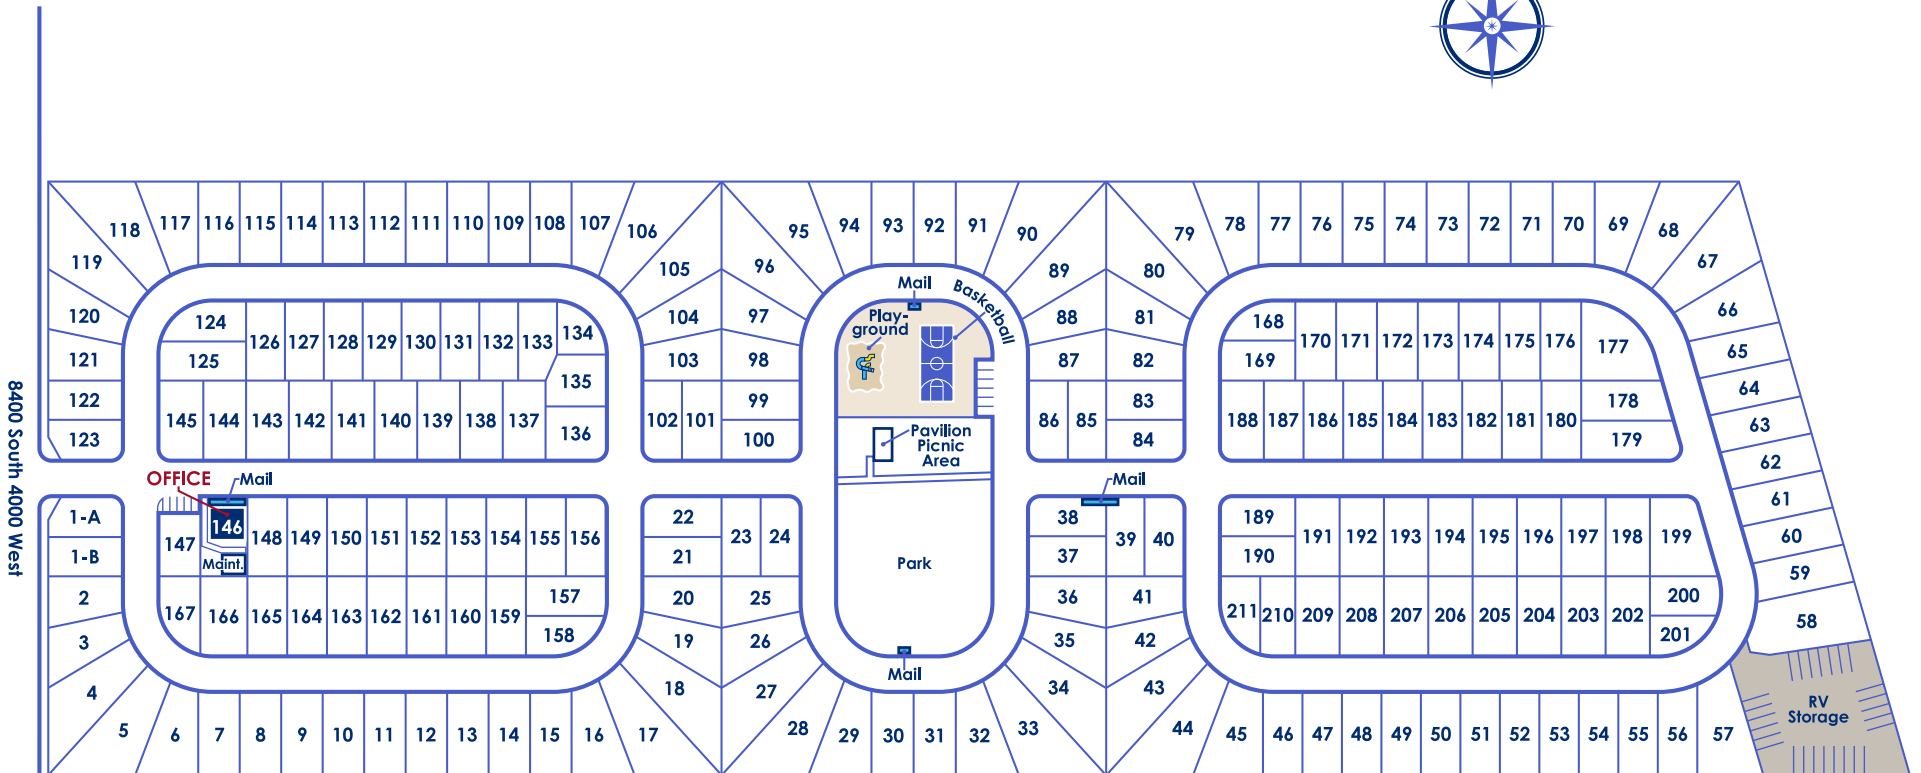 118 117 116 115 114 113 112 111 110 109 108 107 106
95 94 93 92 91 90
79 78 77 76 75 74 73 72 71 70 69 68
119 105 96 89 80 67
120 104 97 88 81 66
121 103 98 87 82 65
122 99 83 64
123 102 101 100 86 85 84 63
62
61
60
59
58
124
125
126 127 128 129 130 131 132 133 134
135
136
145 144 143 142 141 140 139 138 137
Mail
Basketball
Play-
ground
Pavilion
Picnic
Area
Park
Mail
168
169
170 171 172 173 174 175 176 177
178
179
188 187 186 185 184 183 182 181 180
8400 South 4000 West
OFFICE
Mail
146
Maint.
147 148 149 150 151 152 153 154 155 156
157
158
167 166 165 164 163 162 161 160 159
1-A
1-B
2
3
4
5
22
21
23 24
20 25
19 26
18 27
17 28
Mail
38
37
39 40
36 41
35 42
34 43
33 44
189
190
191 192 193 194 195 196 197 198 199
200
201
211 210 209 208 207 206 205 204 203 202
6 7 8 9 10 11 12 13 14 15 16
29 30 31 32
45 46 47 48 49 50 51 52 53 54 55 56 57
RV
Storage